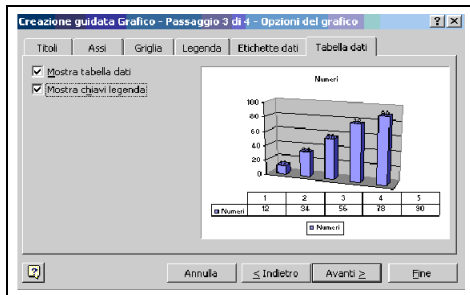 Creazione guidata Grafico - Passaggio 3 di 4 - Opzioni del grafico
Titoli Assi Griglia Legenda Etichette dati Tabella dati
Mostra tabella dati
Mostra chiavi legenda
Numeri
100
80
60
40
20
0
1 2 3 4 5
Numeri 12 34 56 78 90
Numeri
Annulla < Indietro Avanti > Fine